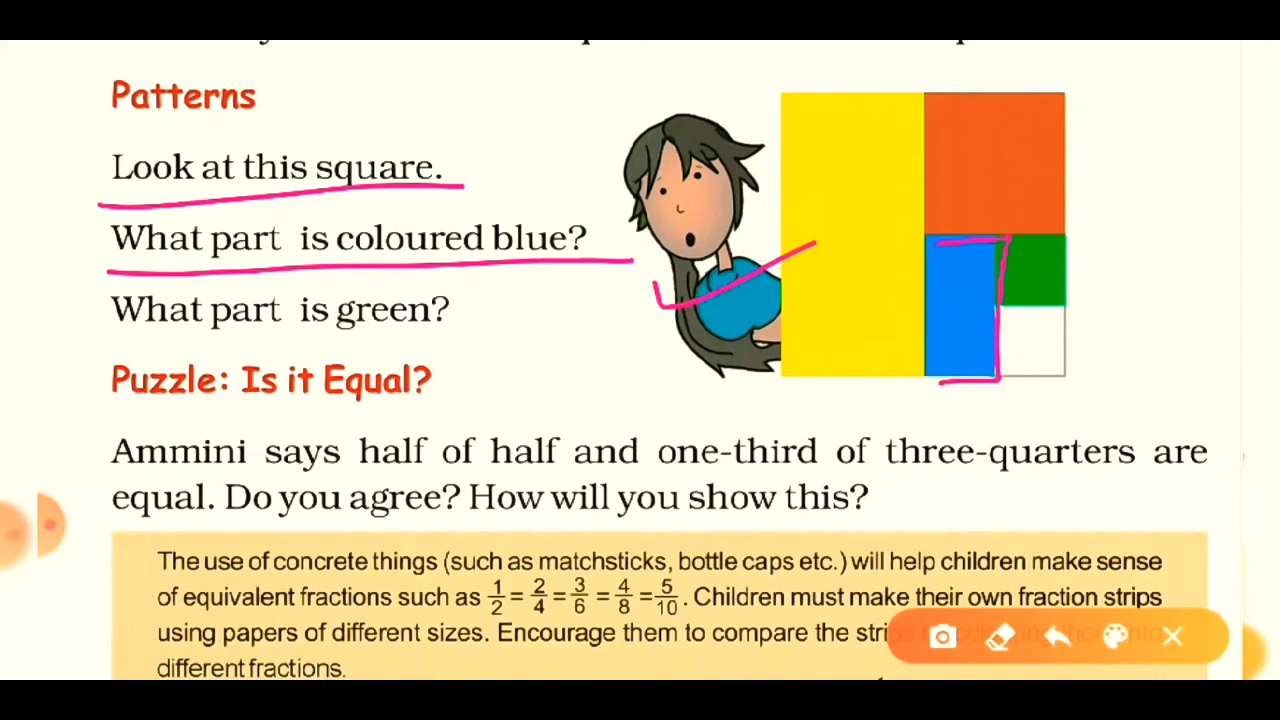 Patterns
Look at this square.
What part is coloured blue?
What part is green?
Puzzle: Is it Equal?
Ammini says half of half and one-third of three-quarters are
equal. Do you agree? How will you show this?
The use of concrete things (such as matchsticks, bottle caps etc.) will help children make sense
of equivalent fractions such as 1/2 = 2/4 = 3/6 = 4/8 = 5/10. Children must make their own fraction strips
using papers of different sizes. Encourage them to compare the strips
different fractions.